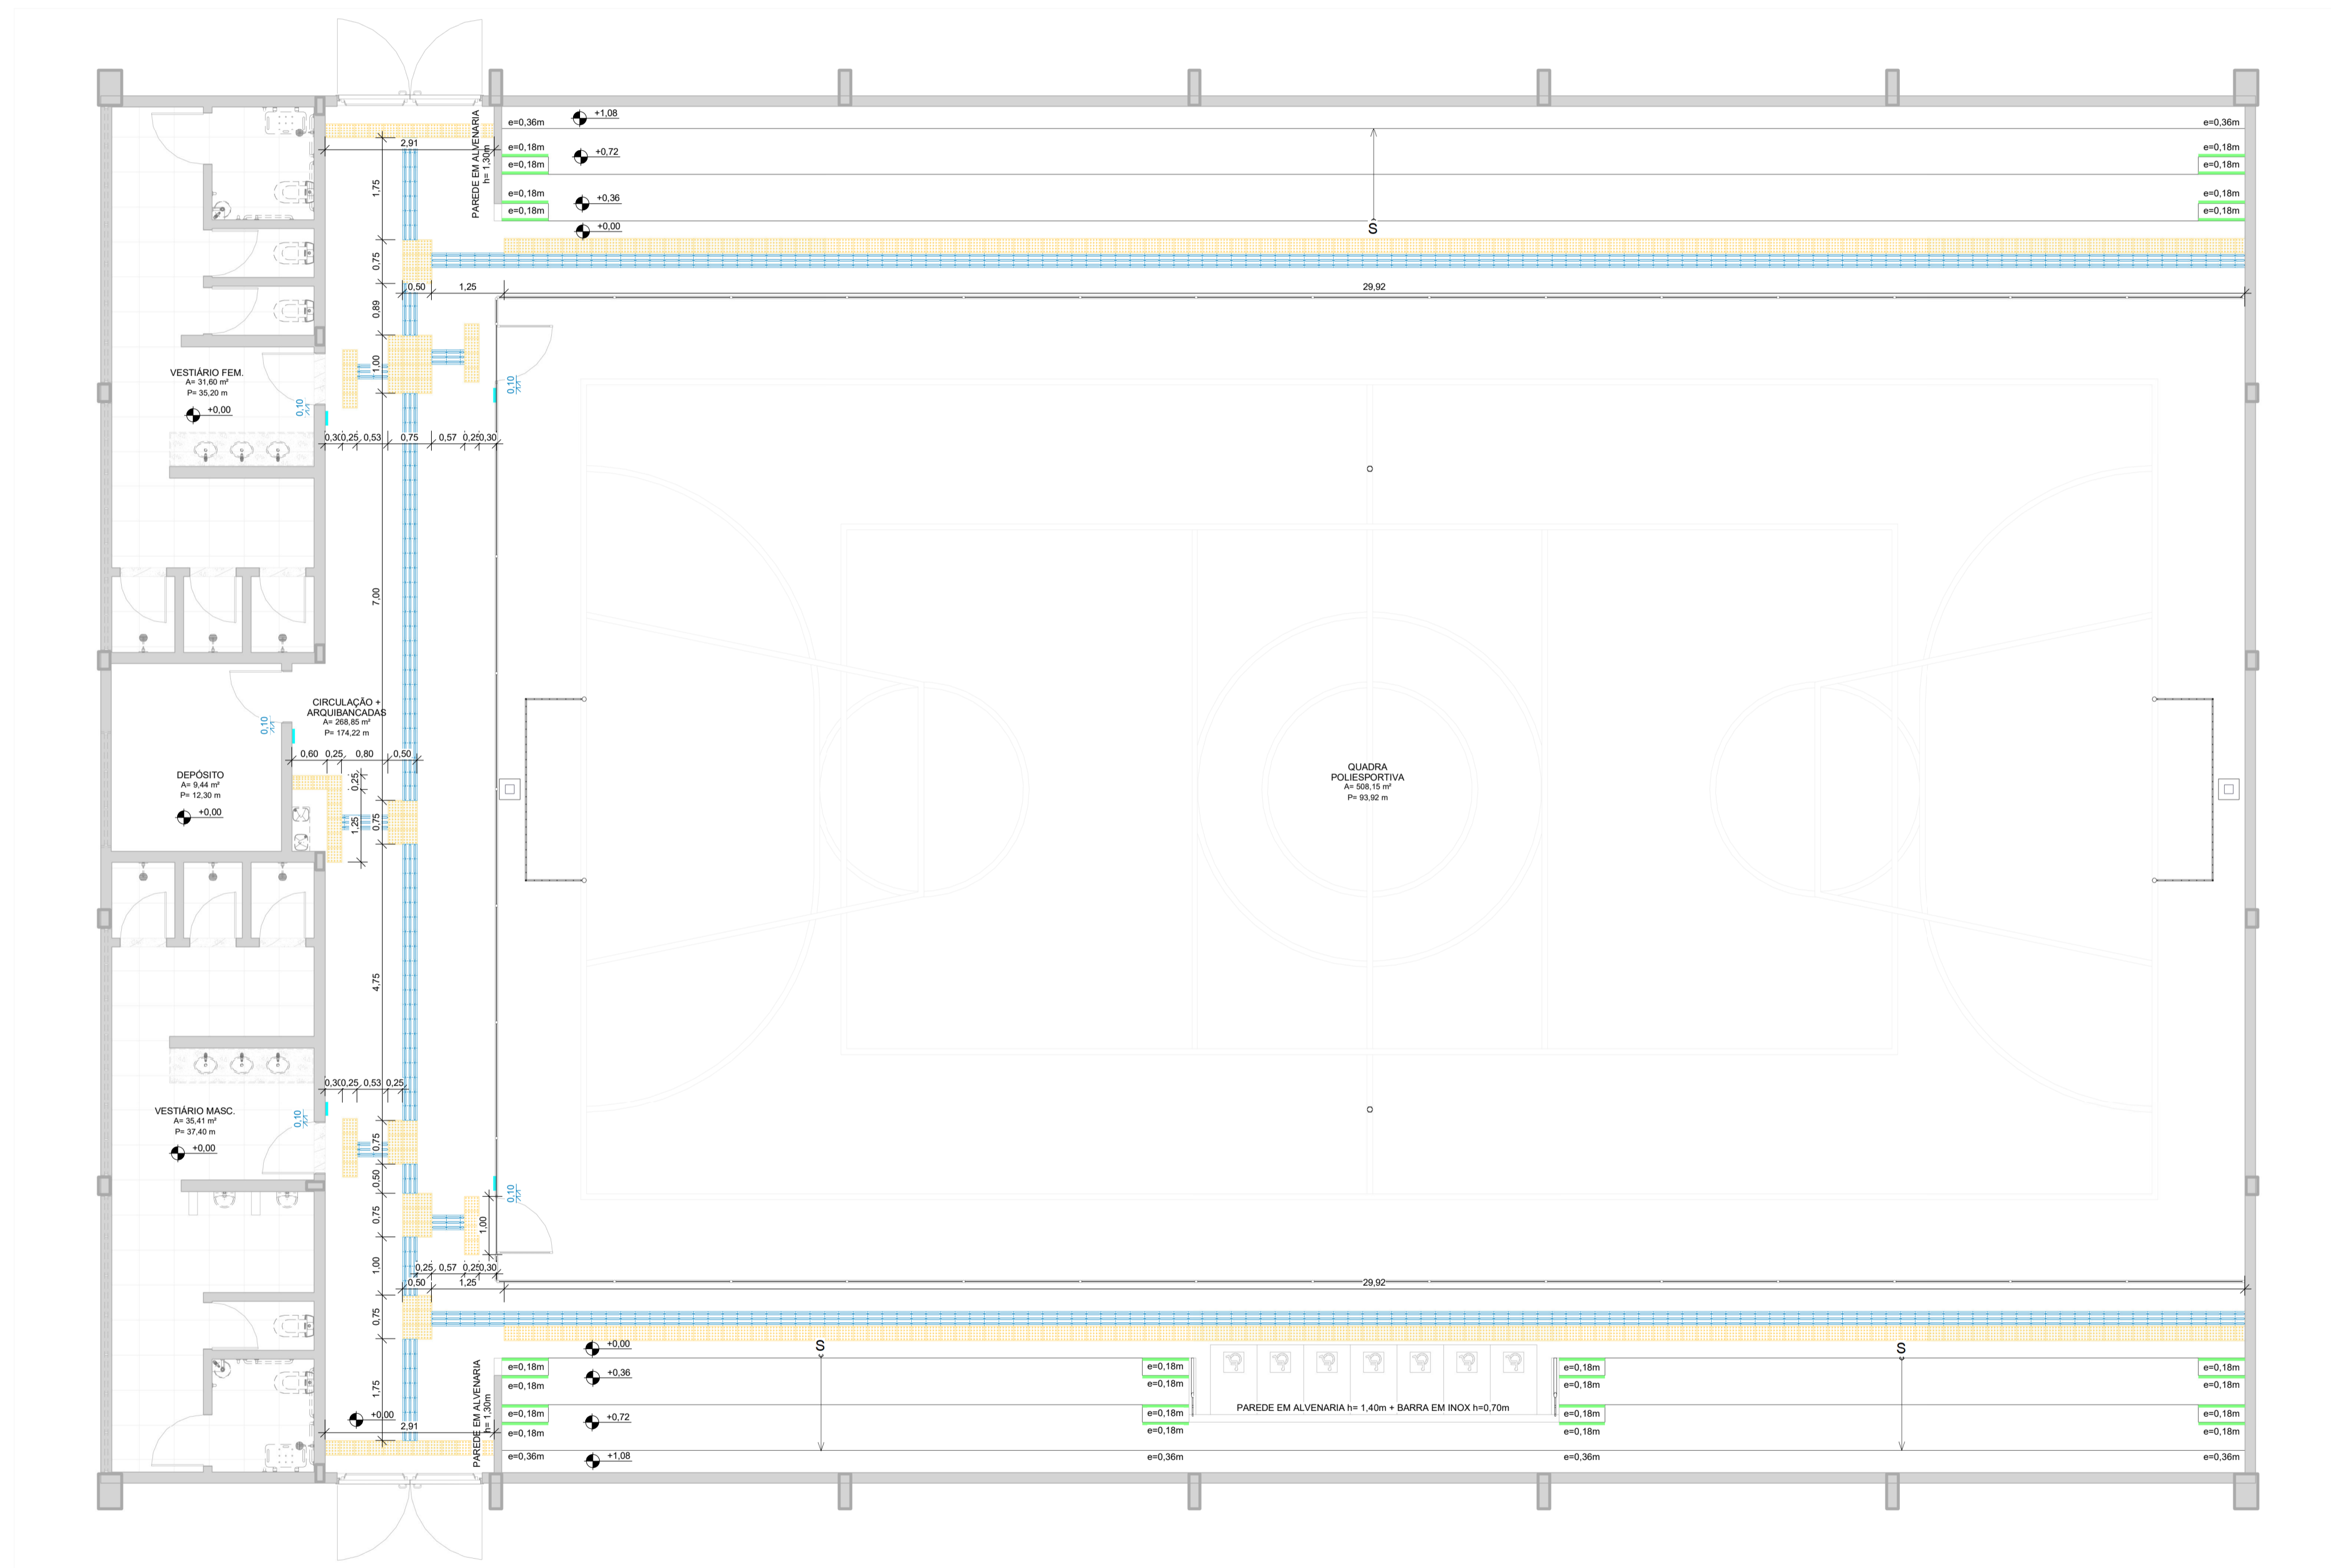 +1,08
e=0,36m
e=0,36m
PAREDE EM ALVENARIA
h= 1,30m
2,91
e=0,18m
+0,72
e=0,18m
e=0,18m
e=0,18m
1,75
e=0,18m
+0,36
e=0,18m
e=0,18m
e=0,18m
+0,00
S
0,75
0,50
1,25
29,92
0,89
1,00
VESTIÁRIO FEM.
A= 31,60 m²
P= 35,20 m
+0,00
0,10
0,10
0,30
0,25
0,53
0,75
0,57
0,25
0,30
7,00
CIRCULAÇÃO +
ARQUIBANCADAS
A= 268,85 m²
P= 174,22 m
0,10
0,60
0,25
0,80
0,50
DEPÓSITO
A= 9,44 m²
P= 12,30 m
+0,00
0,25
1,25
0,75
QUADRA
POLIESPORTIVA
A= 508,15 m²
P= 93,92 m
4,75
0,30
0,25
0,53
0,25
VESTIÁRIO MASC.
A= 35,41 m²
P= 37,40 m
+0,00
0,10
0,75
0,50
0,10
0,75
1,00
1,00
0,25
0,57
0,25
0,30
0,50
1,25
29,92
0,75
+0,00
S
S
e=0,18m
+0,36
e=0,18m
e=0,18m
e=0,18m
e=0,18m
e=0,18m
e=0,18m
e=0,18m
1,75
PAREDE EM ALVENARIA
h= 1,30m
+0,00
2,91
e=0,18m
+0,72
e=0,18m
PAREDE EM ALVENARIA h= 1,40m + BARRA EM INOX h=0,70m
e=0,18m
e=0,18m
e=0,18m
e=0,18m
e=0,18m
e=0,18m
e=0,36m
+1,08
e=0,36m
e=0,36m
e=0,36m